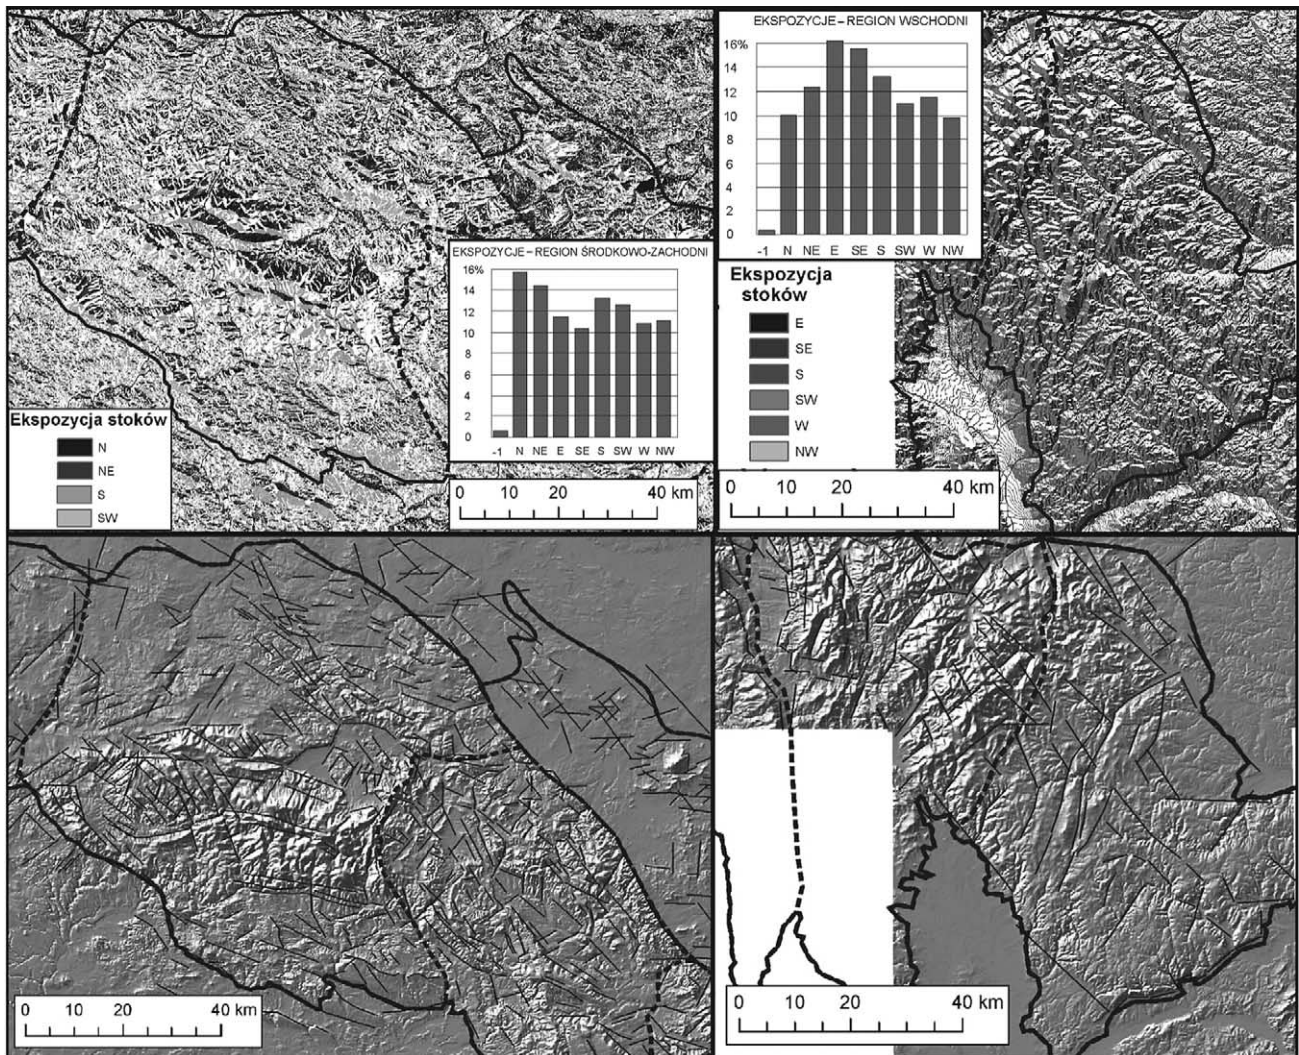 EKSPOZYCJE – REGION ŚRODKOWO-ZACHODNI
16%
14
12
10
8
6
4
2
0
-1 N NE E SE S SW W NW
Ekspozycja stoków
N
NE
S
SW
0 20 40 km
EKSPOZYCJE – REGION WSCHODNI
16%
14
12
10
8
6
4
2
0
-1 N NE E SE S SW W NW
Ekspozycja
stoków
E
SE
S
SW
W
NW
0 10 20 40 km
0 10 20 40 km
0 10 20 40 km